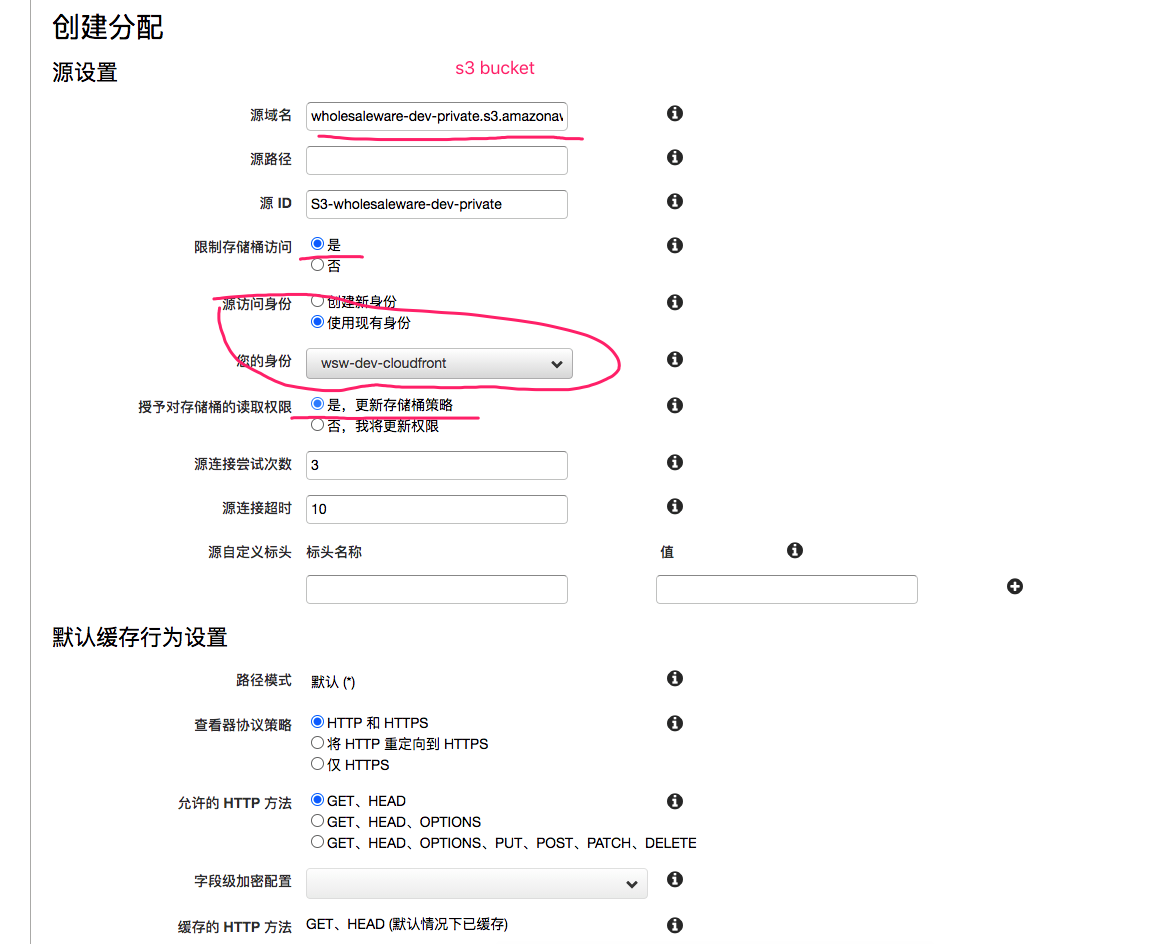 创建分配
s3 bucket
源设置
源域名 wholesaleware-dev-private.s3.amazonav
源路径
源 ID S3-wholesaleware-dev-private
限制存储桶访问 是
否
源访问身份 创建新身份
使用现有身份
您的身份 wsw-dev-cloudfront
授予对存储桶的读取权限 是，更新存储桶策略
否，我将更新权限
源连接尝试次数 3
源连接超时 10
源自定义标头 标头名称 值
默认缓存行为设置
路径模式 默认 (*)
查看器协议策略 HTTP 和 HTTPS
将 HTTP 重定向到 HTTPS
仅 HTTPS
允许的 HTTP 方法 GET、HEAD
GET、HEAD、OPTIONS
GET、HEAD、OPTIONS、PUT、POST、PATCH、DELETE
字段级加密配置
缓存的 HTTP 方法 GET、HEAD (默认情况下已缓存)